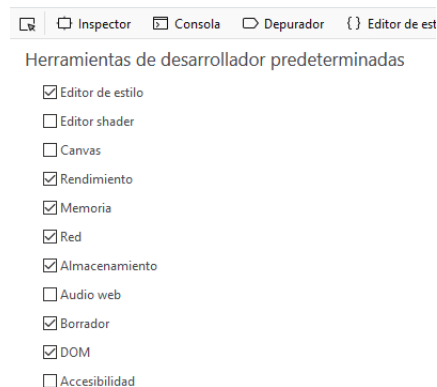 Inspector Consola Depurador { } Editor de est
Herramientas de desarrollador predeterminadas
Editor de estilo
Editor shader
Canvas
Rendimiento
Memoria
Red
Almacenamiento
Audio web
Borrador
DOM
Accesibilidad